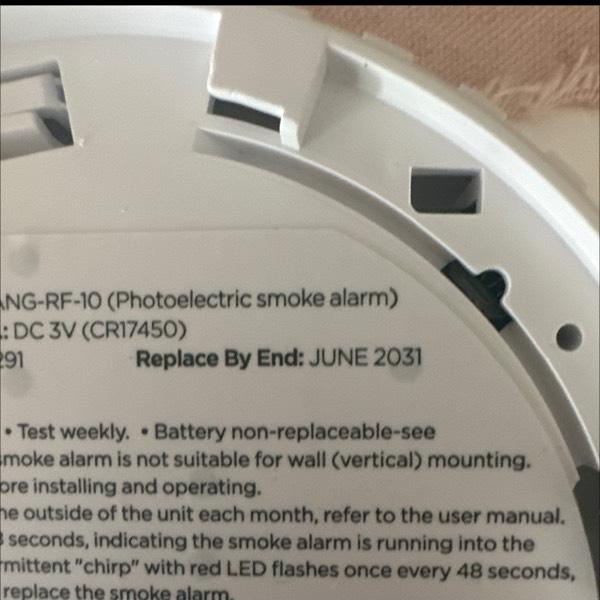 ANG-RF-10 (Photoelectric smoke alarm)
.: DC 3V (CR17450)
291 Replace By End: JUNE 2031
• Test weekly. • Battery non-replaceable-see
smoke alarm is not suitable for wall (vertical) mounting.
ore installing and operating.
he outside of the unit each month, refer to the user manual.
8 seconds, indicating the smoke alarm is running into the
rmittent "chirp" with red LED flashes once every 48 seconds,
replace the smoke alarm.